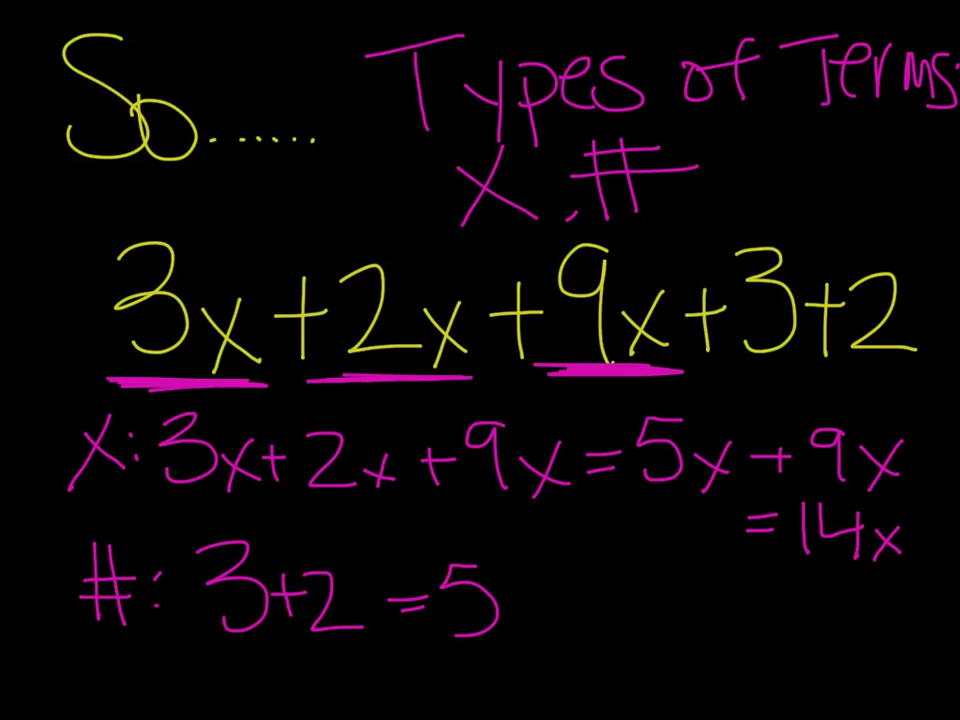 So...... Types of Terms:
X, #
3x+2x+9x+3+2
X: 3x+2x+9x=5x+9x
=14x
#: 3+2=5